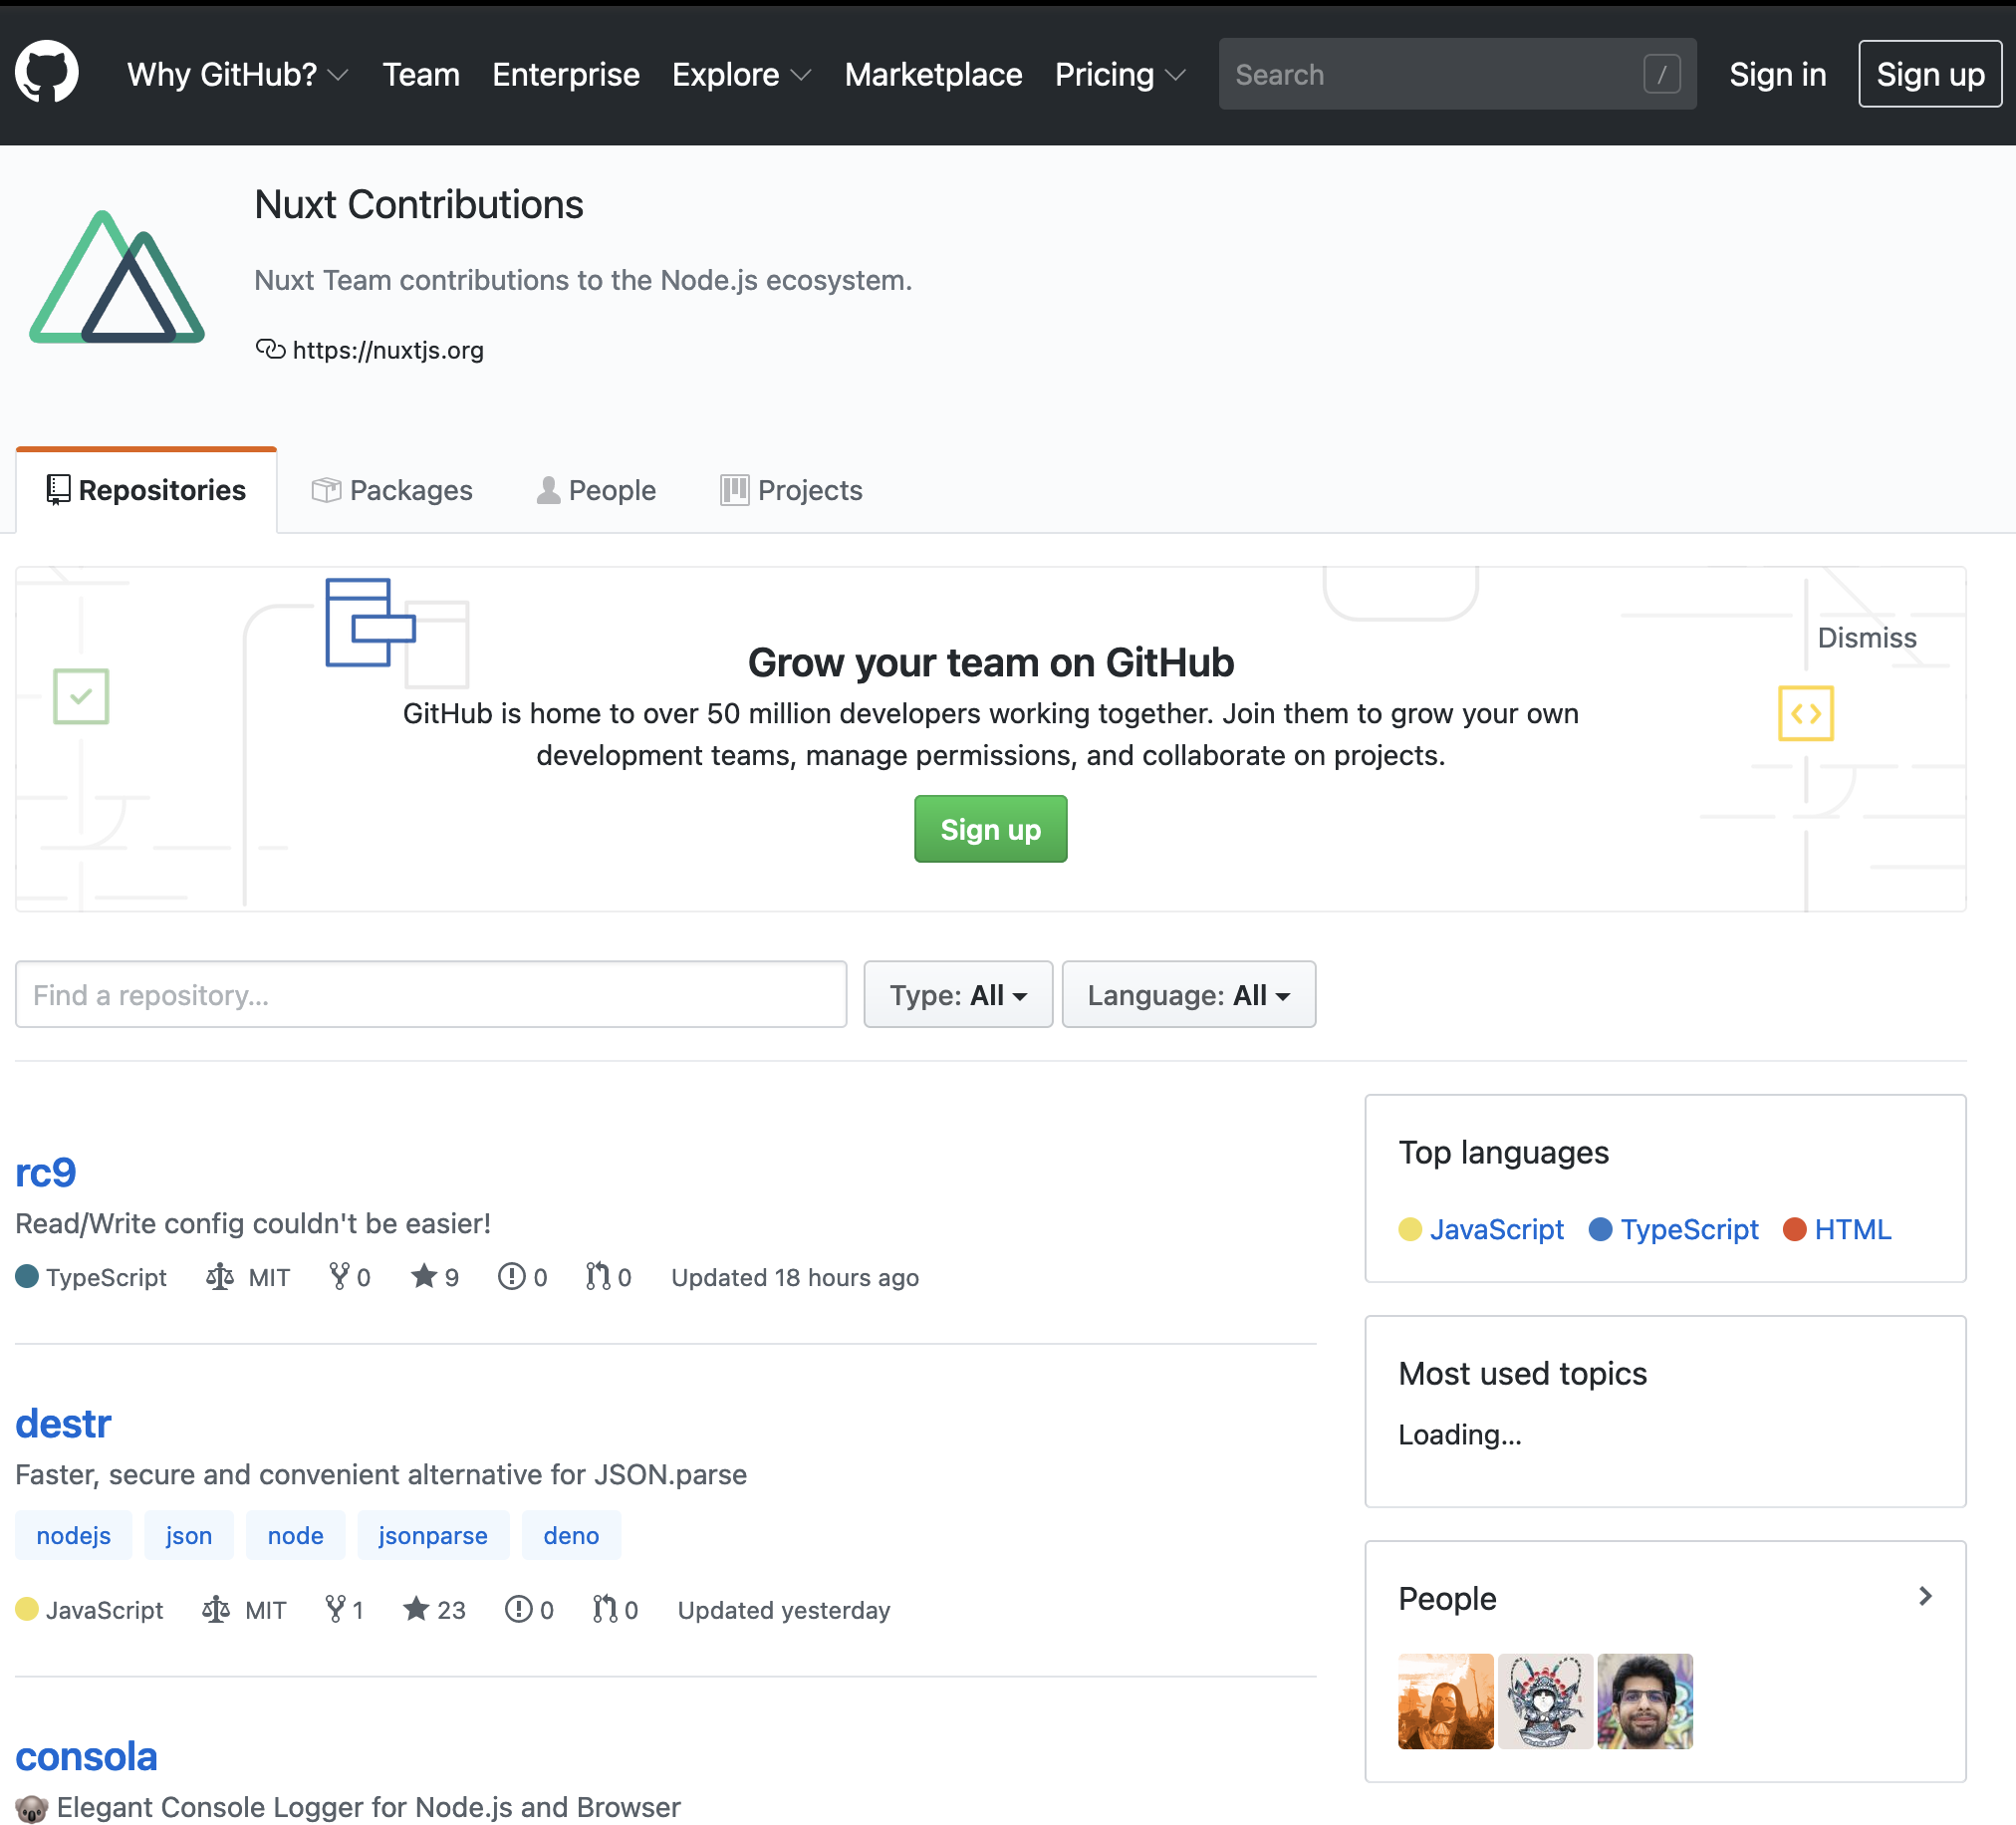 Why GitHub? Team Enterprise Explore Marketplace Pricing Search / Sign in Sign up
Nuxt Contributions
Nuxt Team contributions to the Node.js ecosystem.
https://nuxtjs.org
Repositories Packages People Projects
Dismiss
Grow your team on GitHub
GitHub is home to over 50 million developers working together. Join them to grow your own
development teams, manage permissions, and collaborate on projects.
Sign up
Find a repository... Type: All Language: All
rc9
Read/Write config couldn't be easier!
TypeScript MIT 0 9 0 0 Updated 18 hours ago
destr
Faster, secure and convenient alternative for JSON.parse
nodejs json node jsonparse deno
JavaScript MIT 1 23 0 0 Updated yesterday
consola
Elegant Console Logger for Node.js and Browser
Top languages
JavaScript TypeScript HTML
Most used topics
Loading...
People